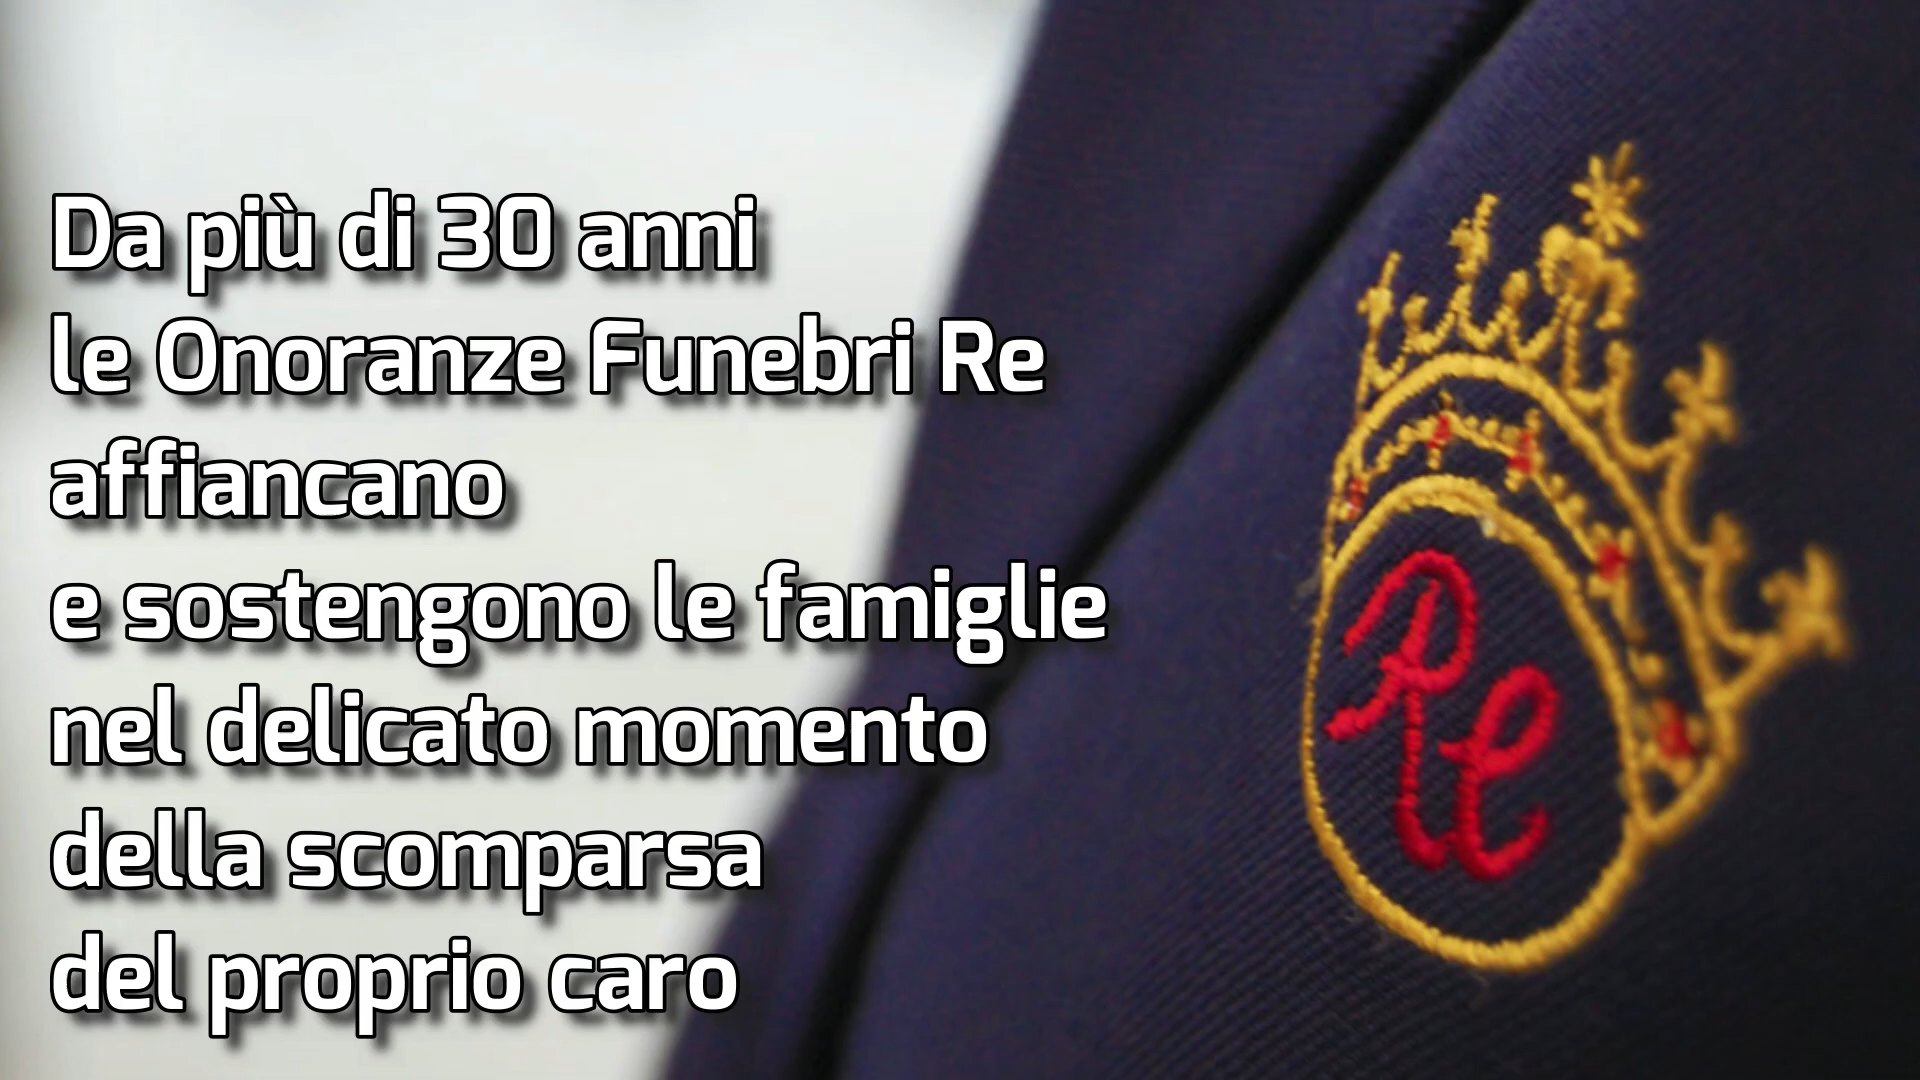 Da più di 30 anni
le Onoranze Funebri Re
affiancano
e sostengono le famiglie
nel delicato momento
della scomparsa
del proprio caro
Re